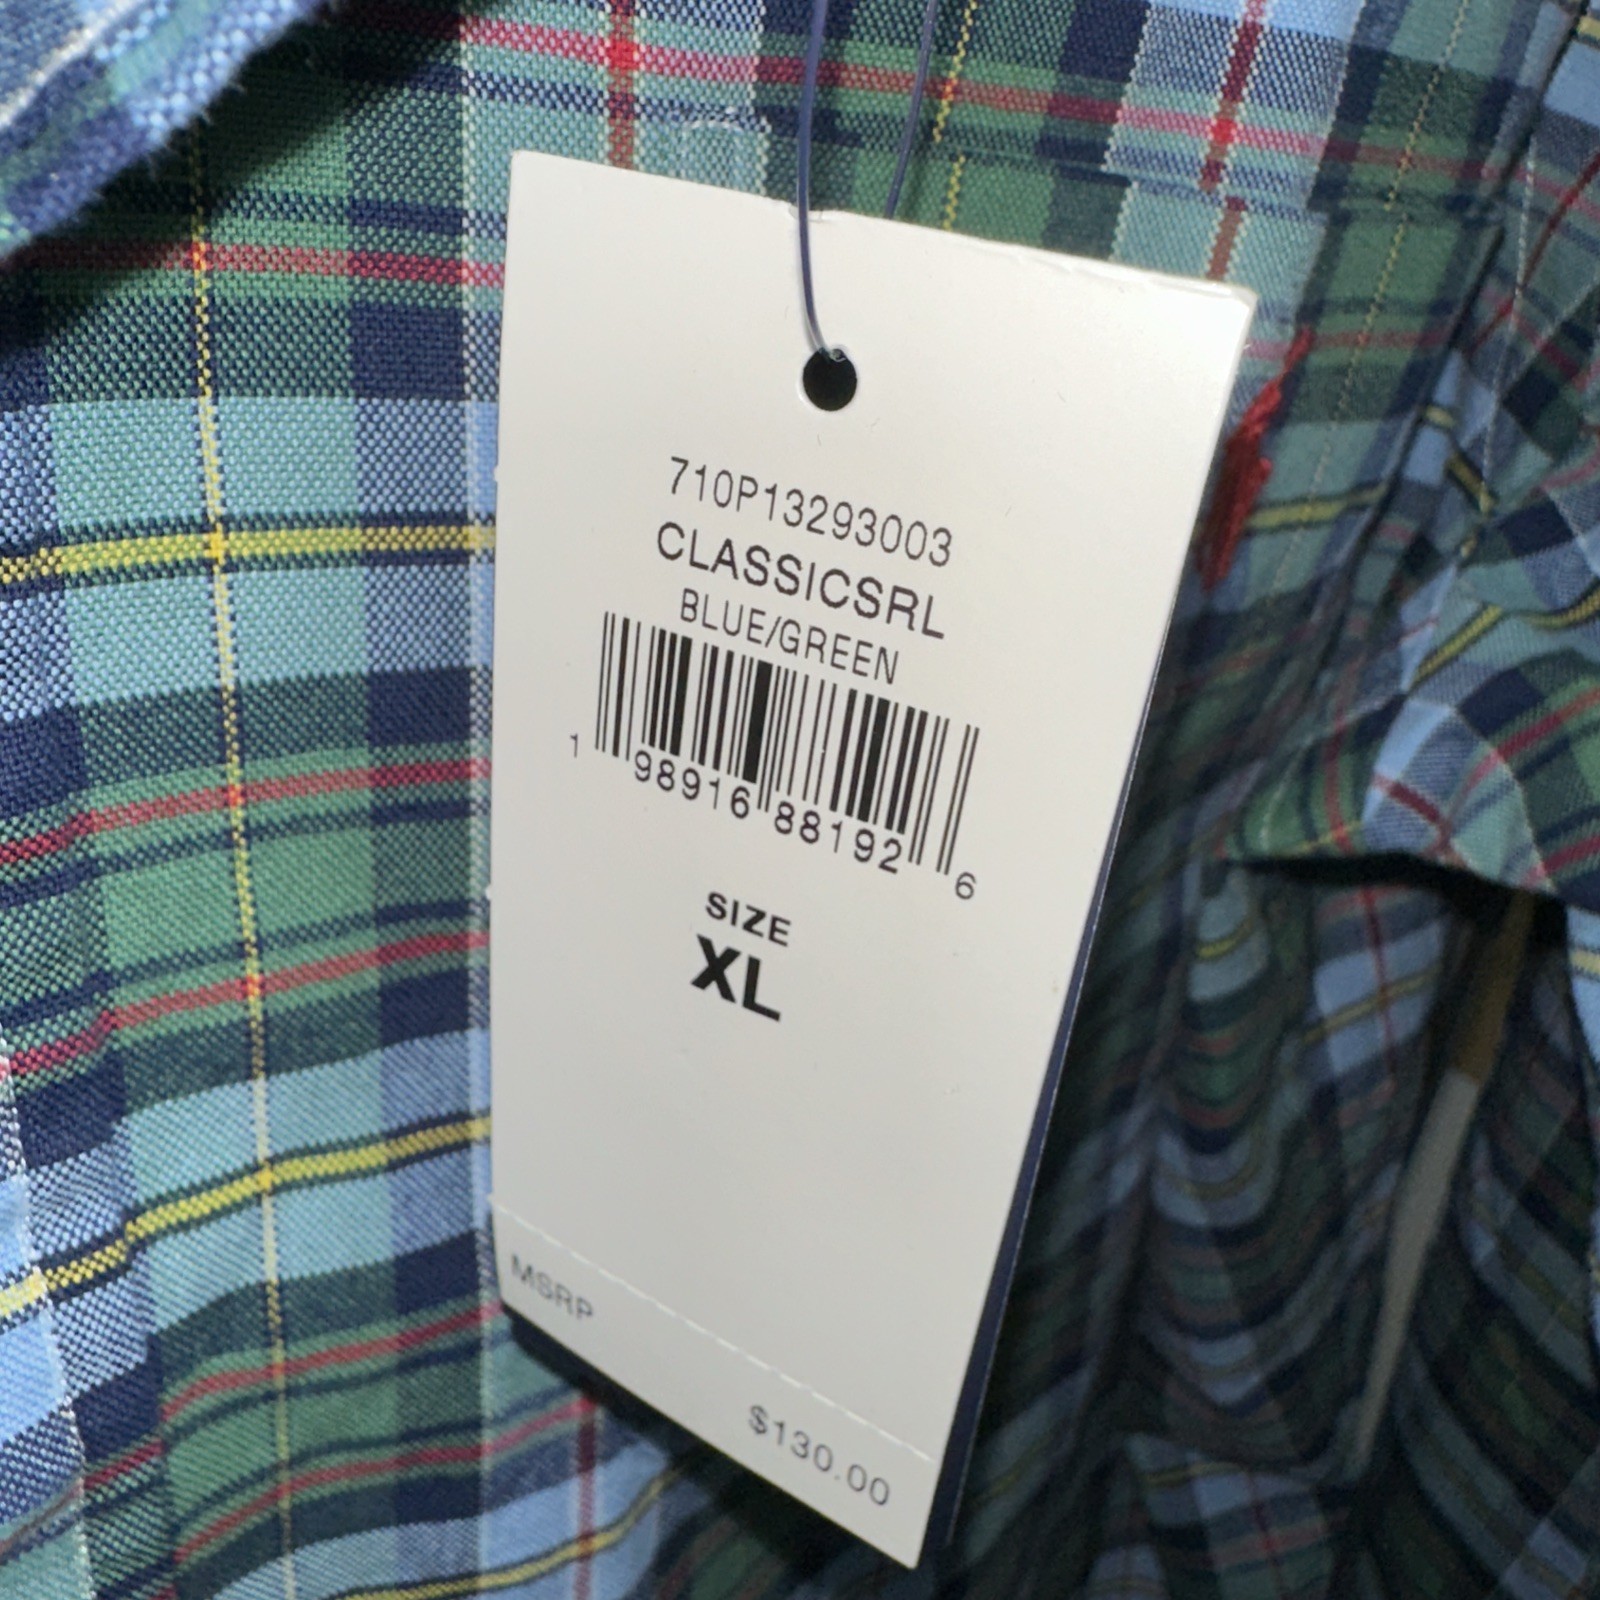 710P13293003
CLASSICSRL
BLUE/GREEN
1 98916 88192 6
SIZE
XL
MSRP
$130.00